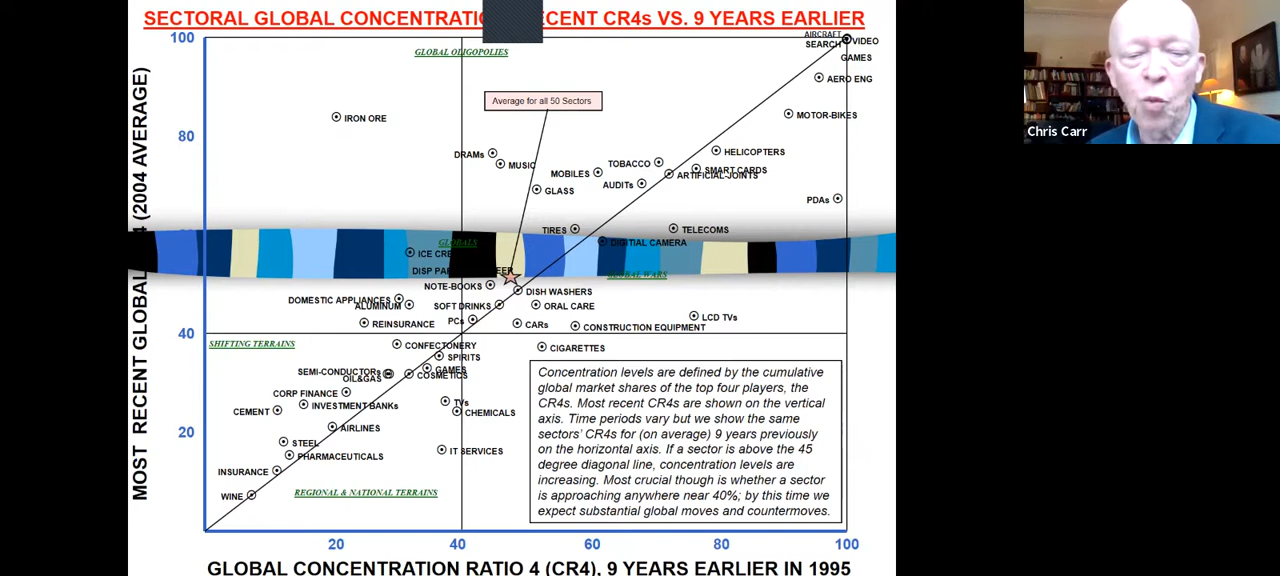 SECTORAL GLOBAL CONCENTRATIO ECENT CR4s VS. 9 YEARS EARLIER
100
80
40
20
MOST RECENT GLOBAL 4 (2004 AVERAGE)
GLOBAL OLIGOPOLIES
Average for all 50 Sectors
AIRCRAFT
SEARCH
VIDEO
GAMES
AERO ENG
MOTOR-BIKES
IRON ORE
DRAMs
MUSIC
MOBILES
TOBACCO
HELICOPTERS
SMART CARDS
ARTIFICIAL-JOINTS
AUDITs
GLASS
PDAs
TIRES
TELECOMS
GLOBALS
DIGITIAL CAMERA
ICE CRE
DISP PA
EER
GLOBAL WARS
NOTE-BOOKS
DISH WASHERS
DOMESTIC APPLIANCES
ALUMINUM
SOFT DRINKS
ORAL CARE
REINSURANCE
PCs
CARs
CONSTRUCTION EQUIPMENT
LCD TVs
SHIFTING TERRAINS
CONFECTONERY
CIGARETTES
SPIRITS
SEMI-CONDUCTORs
GAMES
OIL&GAS
COSMETICS
CORP FINANCE
INVESTMENT BANKs
TVs
CEMENT
CHEMICALS
AIRLINES
STEEL
PHARMACEUTICALS
IT SERVICES
INSURANCE
WINE
REGIONAL & NATIONAL TERRAINS
Concentration levels are defined by the cumulative
global market shares of the top four players, the
CR4s. Most recent CR4s are shown on the vertical
axis. Time periods vary but we show the same
sectors' CR4s for (on average) 9 years previously
on the horizontal axis. If a sector is above the 45
degree diagonal line, concentration levels are
increasing. Most crucial though is whether a sector
is approaching anywhere near 40%; by this time we
expect substantial global moves and countermoves.
20
40
60
80
100
GLOBAL CONCENTRATION RATIO 4 (CR4), 9 YEARS EARLIER IN 1995
Chris Carr